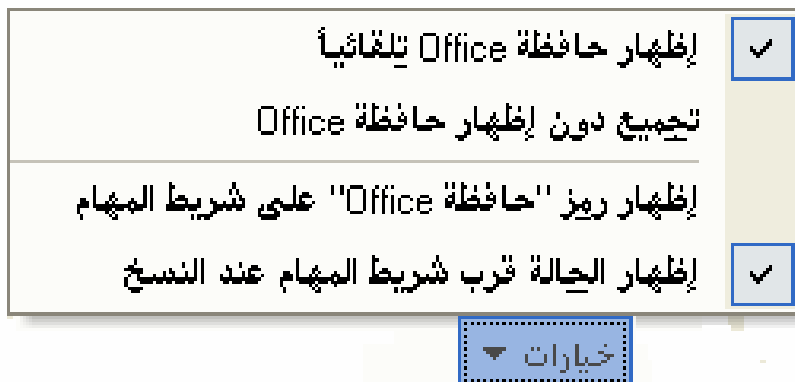 إظهار حافظة Office تلقائياً
تجميع دون إظهار حافظة Office
إظهار رمز "حافظة Office" على شريط المهام
إظهار الحالة قرب شريط المهام عند النسخ
خيارات